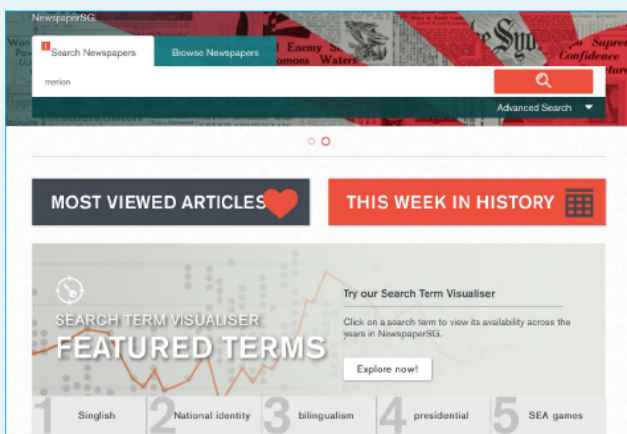 NewspaperSG
Search Newspapers
Browse Newspapers
merlion
Advanced Search
MOST VIEWED ARTICLES
THIS WEEK IN HISTORY
SEARCH TERM VISUALISER
FEATURED TERMS
Try our Search Term Visualiser
Click on a search term to view its availability across the
years in NewspaperSG.
Explore now!
1 Singlish 2 National identity 3 bilingualism 4 presidential 5 SEA games